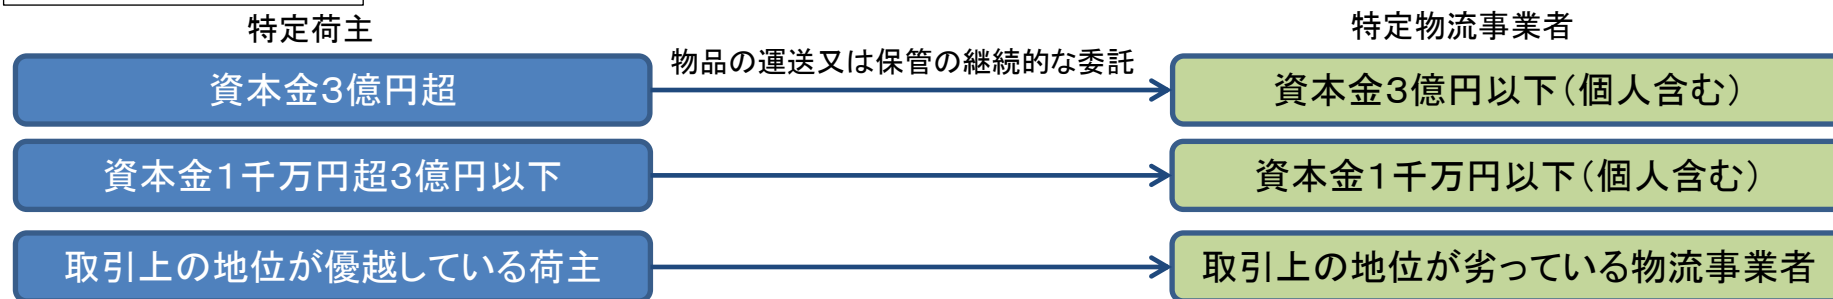 特定荷主
特定物流事業者
物品の運送又は保管の継続的な委託
資本金3億円超
資本金3億円以下(個人含む)
資本金1千万円超3億円以下
資本金1千万円以下(個人含む)
取引上の地位が優越している荷主
取引上の地位が劣っている物流事業者